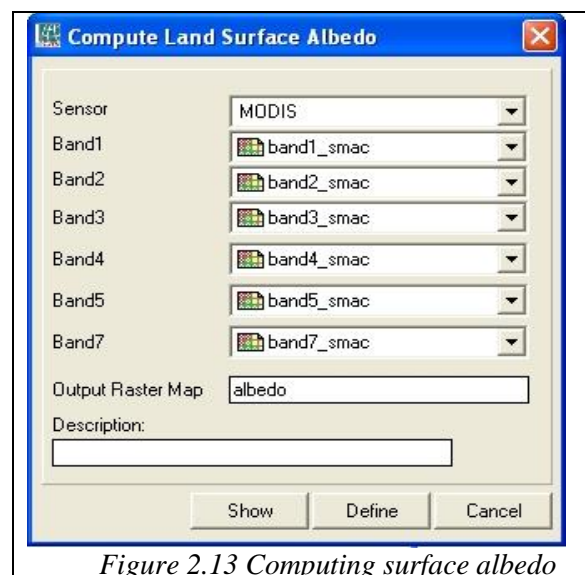 Compute Land Surface Albedo
Sensor MODIS
Band1 band1_smac
Band2 band2_smac
Band3 band3_smac
Band4 band4_smac
Band5 band5_smac
Band7 band7_smac
Output Raster Map albedo
Description:
Show Define Cancel
Figure 2.13 Computing surface albedo